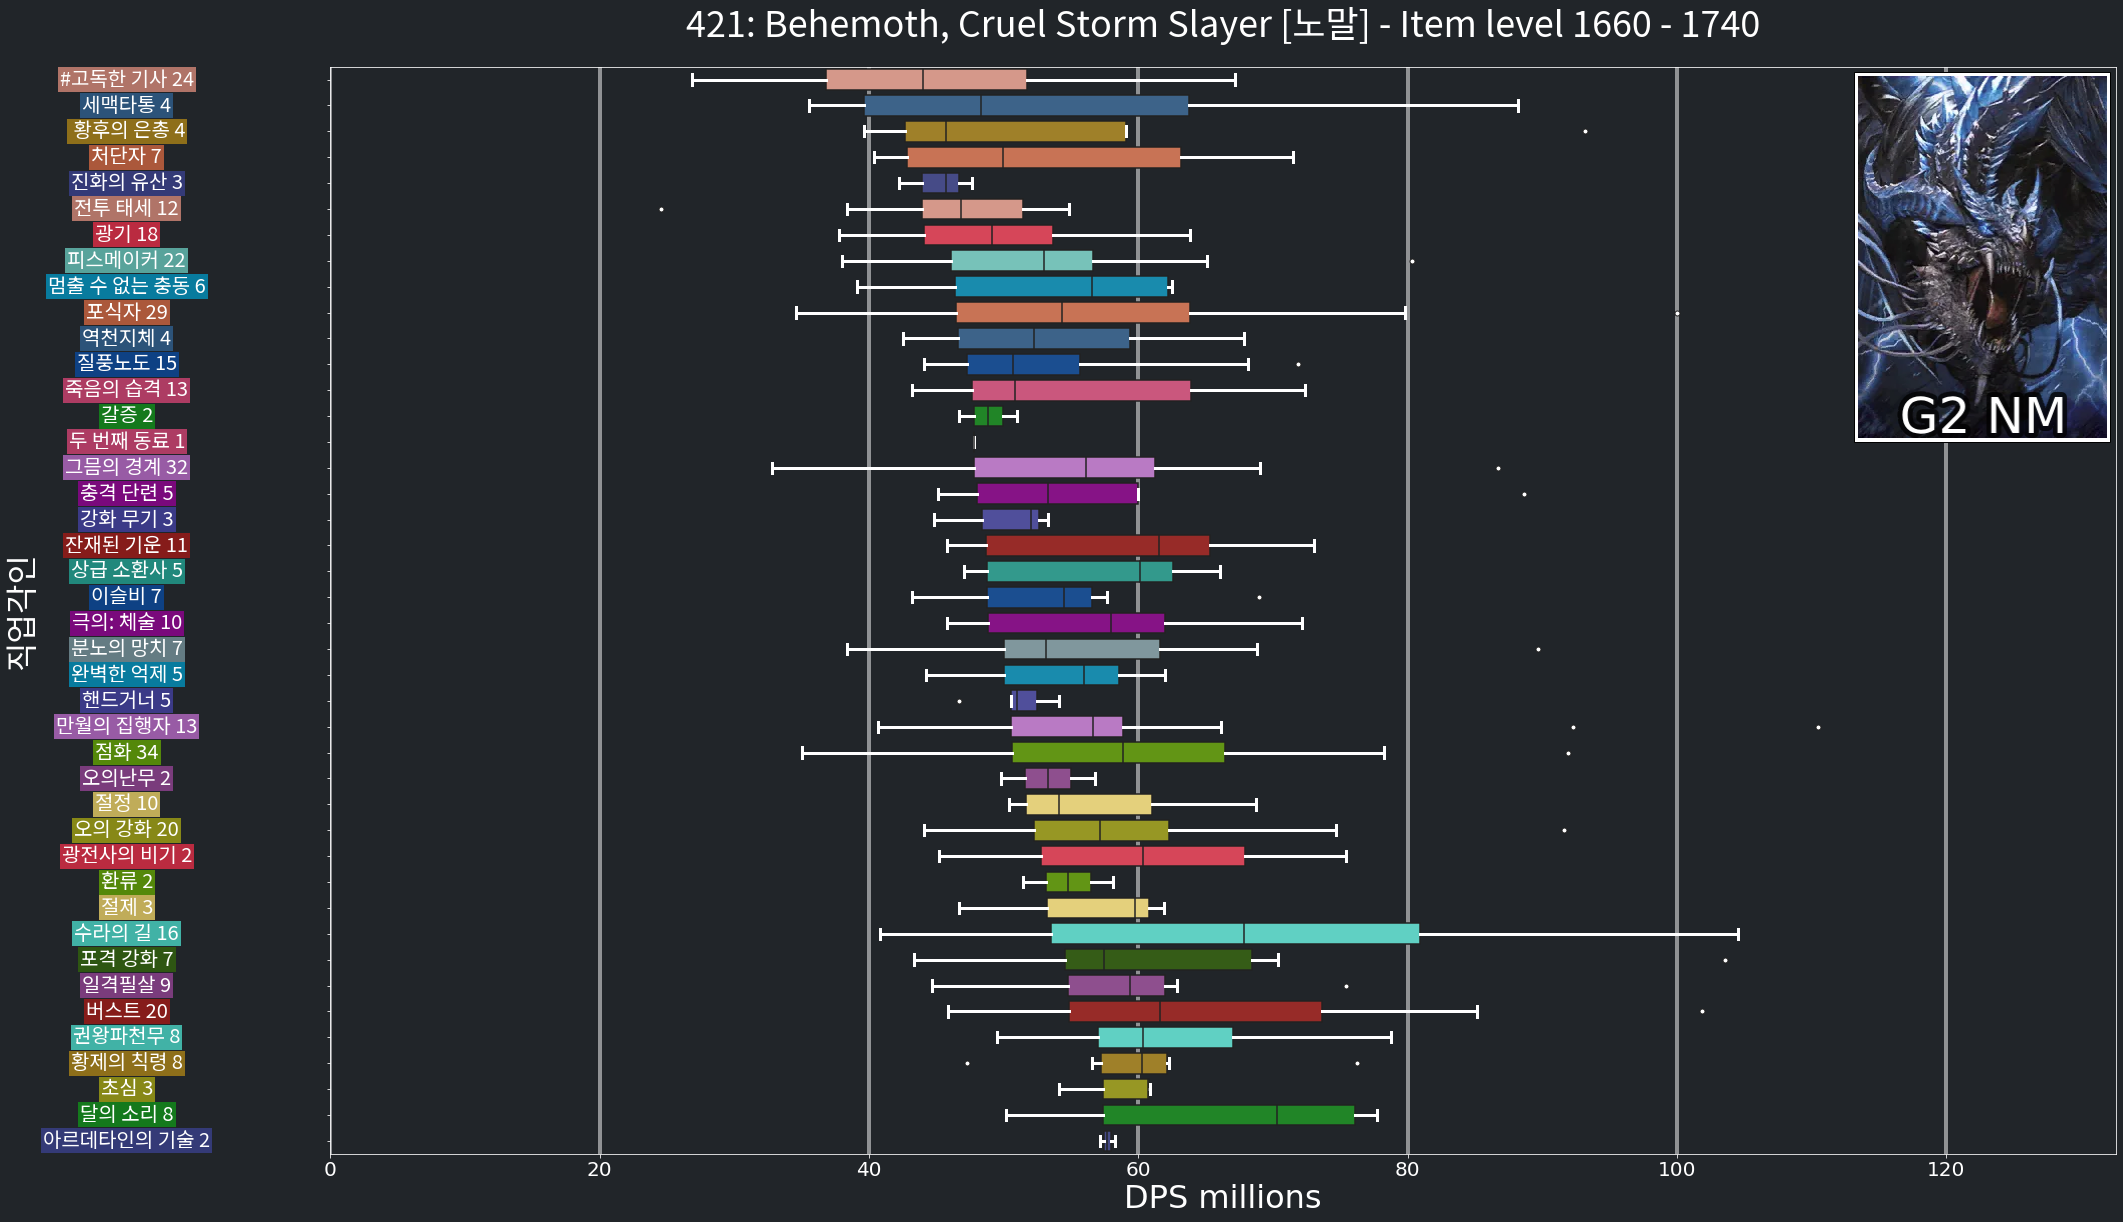 421: Behemoth, Cruel Storm Slayer [노말] - Item level 1660 - 1740
#고독한 기사 24
세맥타통 4
황후의 은총 4
처단자 7
진화의 유산 3
전투 태세 12
광기 18
피스메이커 22
멈출 수 없는 충동 6
포식자 29
역천지체 4
질풍노도 15
죽음의 습격 13
갈증 2
두 번째 동료 1
그믐의 경계 32
충격 단련 5
강화 무기 3
잔재된 기운 11
상급 소환사 5
이슬비 7
극의: 체술 10
분노의 망치 7
완벽한 억제 5
핸드거너 5
만월의 집행자 13
점화 34
오의난무 2
절정 10
오의 강화 20
광전사의 비기 2
환류 2
절제 3
수라의 길 16
포격 강화 7
일격필살 9
버스트 20
권왕파천무 8
황제의 칙령 8
초심 3
달의 소리 8
아르데타인의 기술 2
직업각인
G2 NM
0 20 40 60 80 100 120
DPS millions